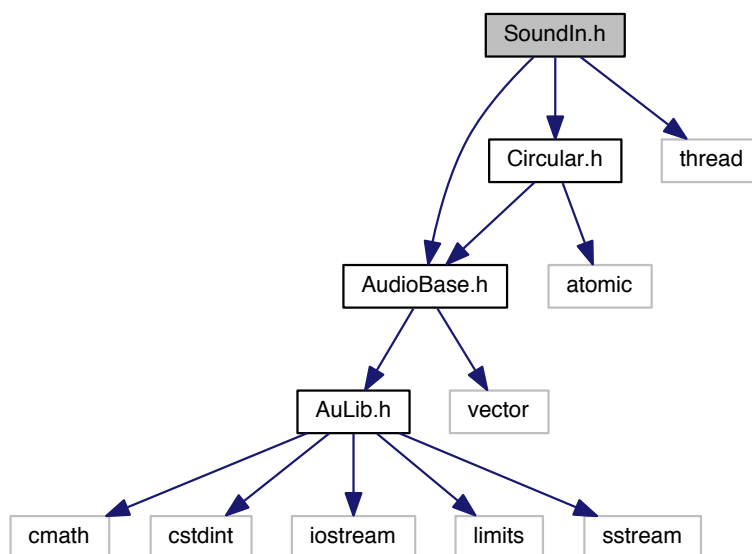 SoundIn.h
Circular.h
thread
AudioBase.h
atomic
AuLib.h
vector
cmath
cstdint
iostream
limits
sstream